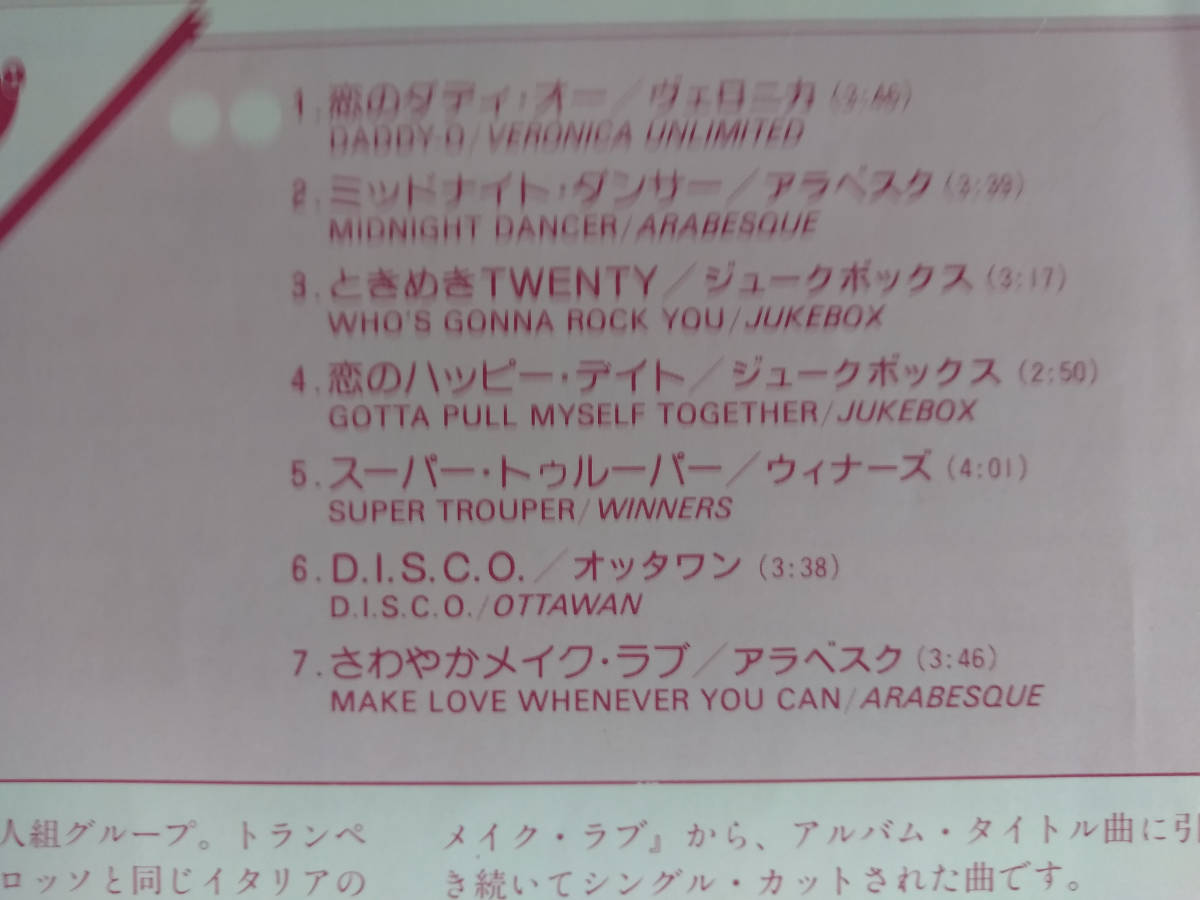 1. 恋のダディ・オー／ヴェロニカ
DADDY-O/VERONICA UNLIMITED
2. ミッドナイト・ダンサー／アラベスク
MIDNIGHT DANCER/ARABESQUE
3. ときめきTWENTY／ジュークボックス (3:17)
WHO'S GONNA ROCK YOU/JUKEBOX
4. 恋のハッピー・デイト／ジュークボックス (2:50)
GOTTA PULL MYSELF TOGETHER/JUKEBOX
5. スーパー・トゥルーパー／ウィナーズ (4:01)
SUPER TROUPER/WINNERS
6. D.I.S.C.O.／オッタワン (3:38)
D.I.S.C.O./OTTAWAN
7. さわやかメイク・ラブ／アラベスク (3:46)
MAKE LOVE WHENEVER YOU CAN/ARABESQUE
人組グループ。トランペ
ロッソと同じイタリアの
メイク・ラブ』から、アルバム・タイトル曲に引
き続いてシングル・カットされた曲です。